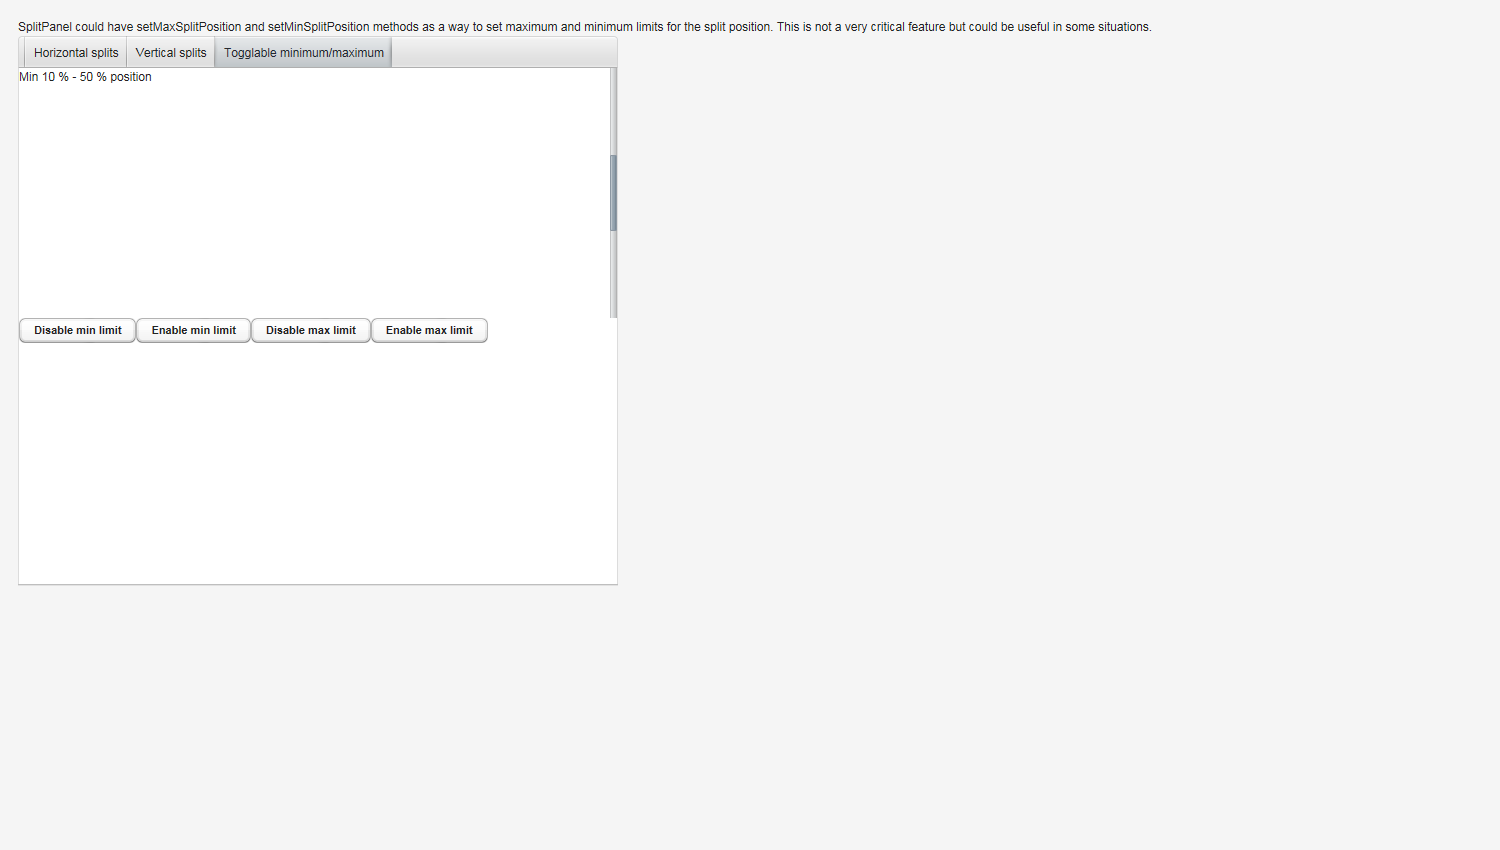 SplitPanel could have setMaxSplitPosition and setMinSplitPosition methods as a way to set maximum and minimum limits for the split position. This is not a very critical feature but could be useful in some situations.
Horizontal splits Vertical splits Togglable minimum/maximum
Min 10 % - 50 % position
Disable min limit Enable min limit Disable max limit Enable max limit